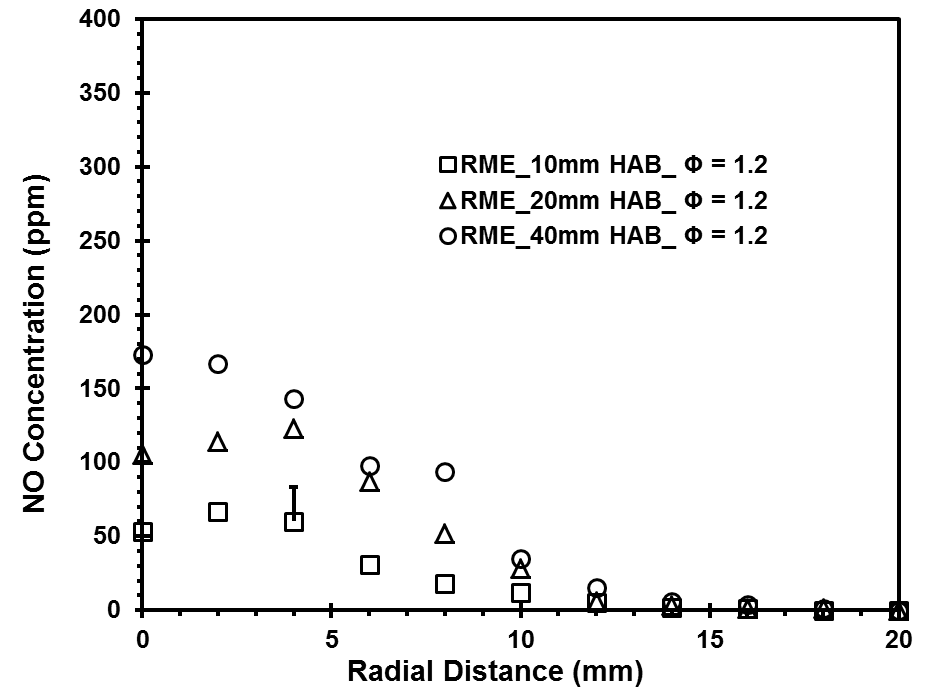 400
350
300
250
200
150
100
50
0
NO Concentration (ppm)
RME_10mm HAB_ Φ = 1.2
RME_20mm HAB_ Φ = 1.2
RME_40mm HAB_ Φ = 1.2
0 5 10 15 20
Radial Distance (mm)